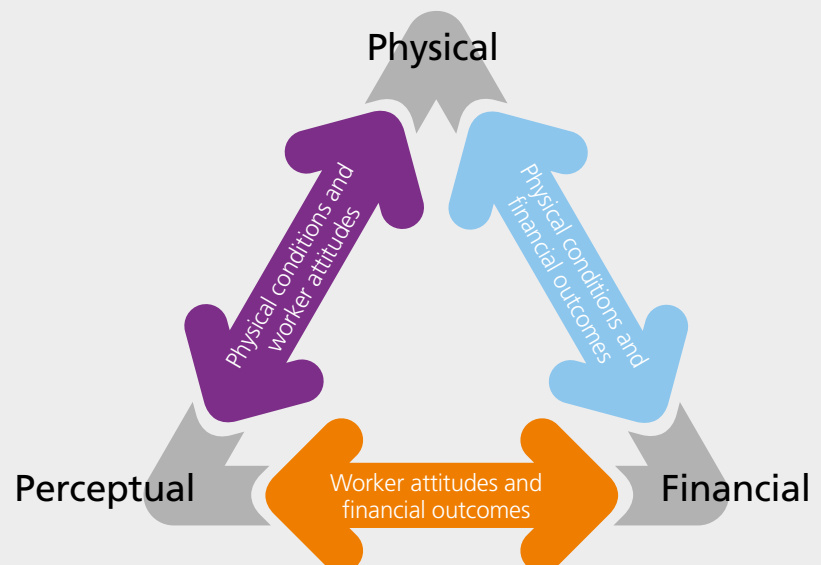 Physical
Physical conditions and
worker attitudes
Physical conditions and
financial outcomes
Perceptual
Worker attitudes and
financial outcomes
Financial